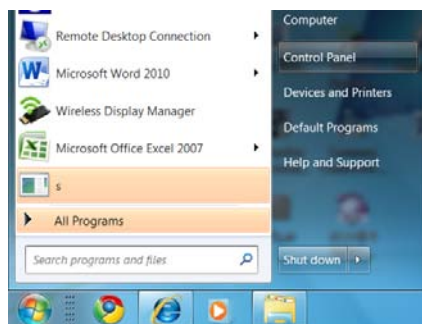 Computer
Remote Desktop Connection
Control Panel
Microsoft Word 2010
Devices and Printers
Wireless Display Manager
Default Programs
Microsoft Office Excel 2007
Help and Support
s
All Programs
Search programs and files
Shut down